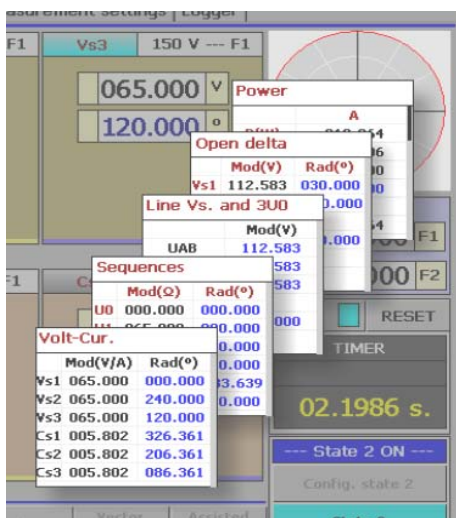 Measurement settings | Logger |
F1 Vs3 150 V --- F1
065.000 V
120.000 °
Power
A
Open delta
Mod(V) Rad(º)
Vs1 112.583 030.000
Line Vs. and 3U0
Mod(V)
UAB 112.583
F1
F2
Sequences
Mod(Ω) Rad(º)
U0 000.000 000.000
RESET
TIMER
02.1986 s.
Volt-Cur.
Mod(V/A) Rad(º)
Vs1 065.000 000.000
Vs2 065.000 240.000
Vs3 065.000 120.000
Cs1 005.802 326.361
Cs2 005.802 206.361
Cs3 005.802 086.361
--- State 2 ON ---
Config. state 2